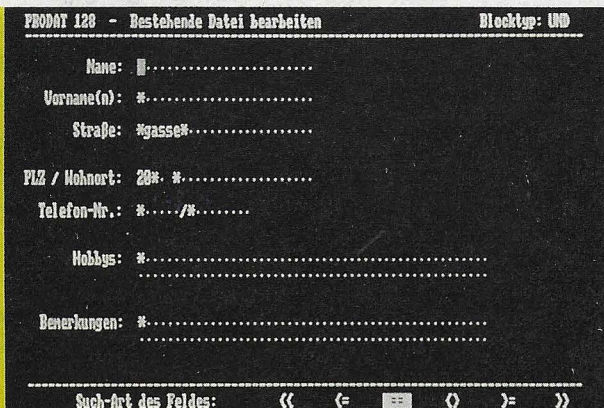 PRODAT 128 - Bestehende Datei bearbeiten Blocktyp: UND
Name: 
Vorname(n): *
Straße: *gasse*
PLZ / Wohnort: 20* *
Telefon-Nr.: * /*
Hobbys: *
Bemerkungen: *
Such-Art des Feldes: << <= == <> >= >>